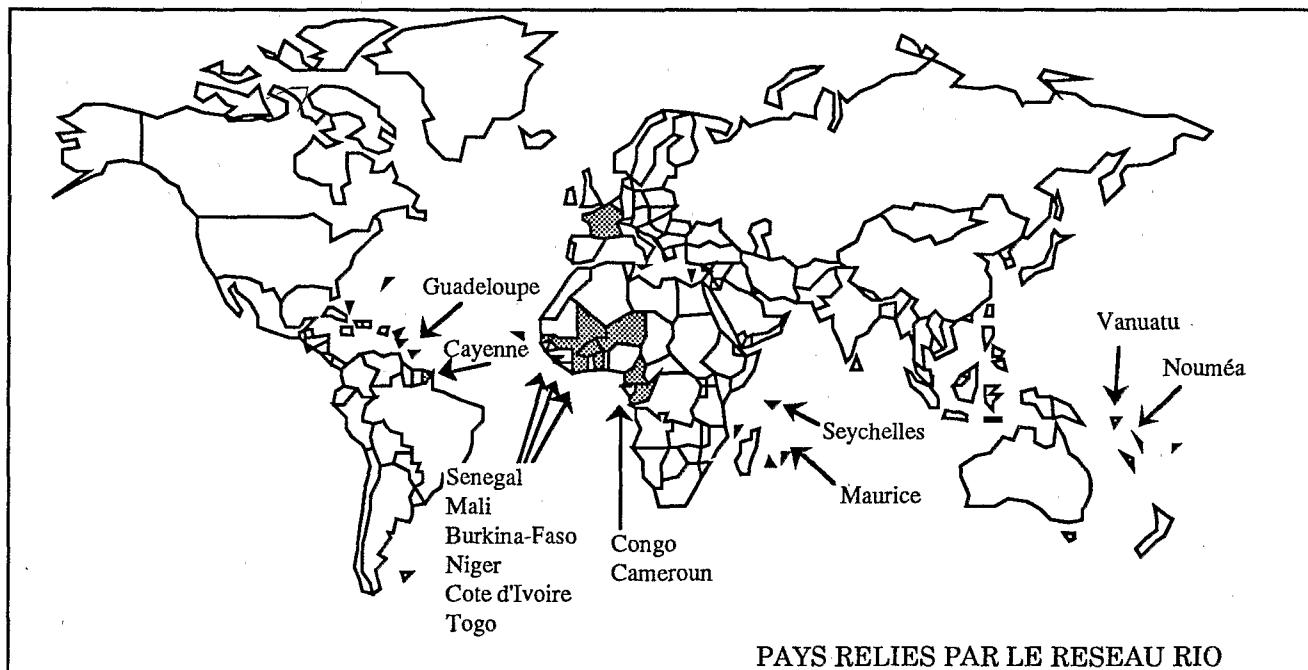 Guadeloupe
Cayenne
Vanuatu
Nouméa
Seychelles
Maurice
Senegal
Mali
Burkina-Faso
Niger
Cote d'Ivoire
Togo
Congo
Cameroun
PAYS RELIES PAR LE RESEAU RIO